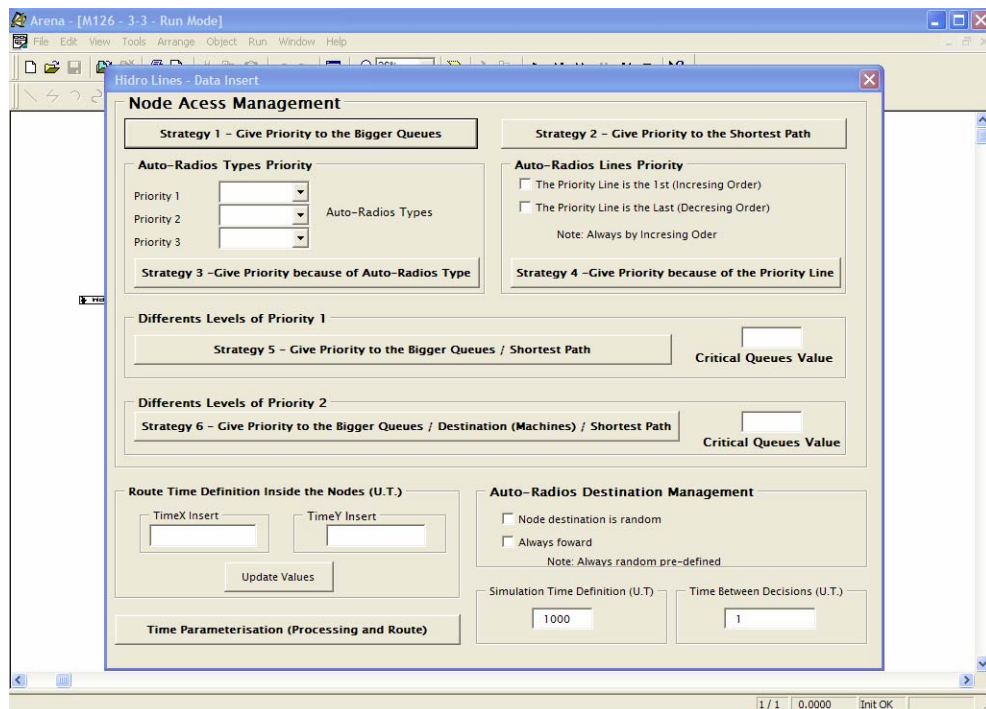 Arena - [M126 - 3-3 - Run Mode]
File Edit View Tools Arrange Object Run Window Help
Hidro Lines - Data Insert
Node Acess Management
Strategy 1 - Give Priority to the Bigger Queues
Strategy 2 - Give Priority to the Shortest Path
Auto-Radios Types Priority
Auto-Radios Lines Priority
Priority 1
The Priority Line is the 1st (Incresing Order)
Priority 2
Auto-Radios Types
The Priority Line is the Last (Decresing Order)
Priority 3
Note: Always by Incresing Oder
Strategy 3 -Give Priority because of Auto-Radios Type
Strategy 4 -Give Priority because of the Priority Line
Differents Levels of Priority 1
Strategy 5 - Give Priority to the Bigger Queues / Shortest Path
Critical Queues Value
Differents Levels of Priority 2
Strategy 6 - Give Priority to the Bigger Queues / Destination (Machines) / Shortest Path
Critical Queues Value
Route Time Definition Inside the Nodes (U.T.)
Auto-Radios Destination Management
TimeX Insert
TimeY Insert
Node destination is random
Always foward
Note: Always random pre-defined
Update Values
Simulation Time Definition (U.T)
Time Between Decisions (U.T.)
1000
1
Time Parameterisation (Processing and Route)
1 / 1 0.0000 Init OK